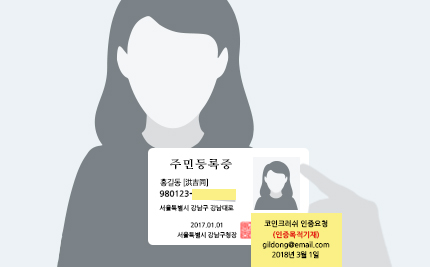 주민등록증
홍길동 [洪吉同]
980123-
서울특별시 강남구 강남대로
2017.01.01
서울특별시 강남구청장
코인크러쉬 인증요청
(인증목적기재)
gildong@email.com
2018년 3월 1일